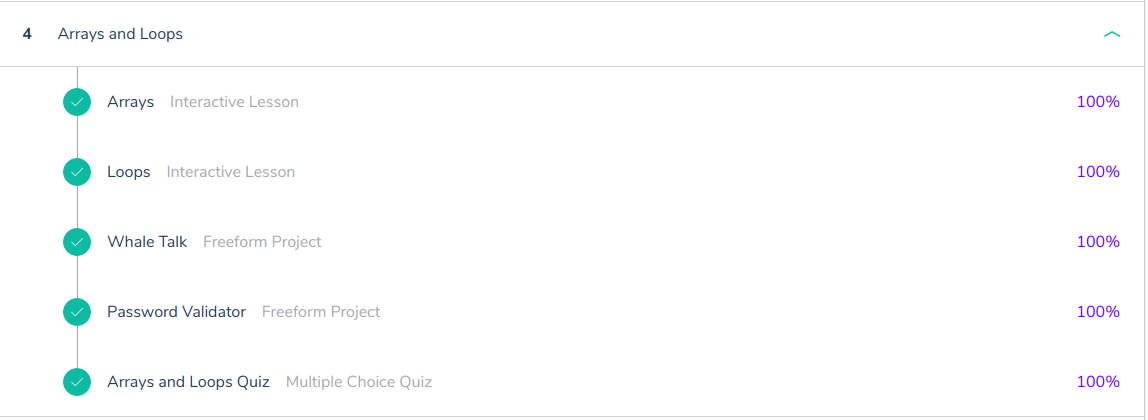 4 Arrays and Loops
Arrays Interactive Lesson 100%
Loops Interactive Lesson 100%
Whale Talk Freeform Project 100%
Password Validator Freeform Project 100%
Arrays and Loops Quiz Multiple Choice Quiz 100%